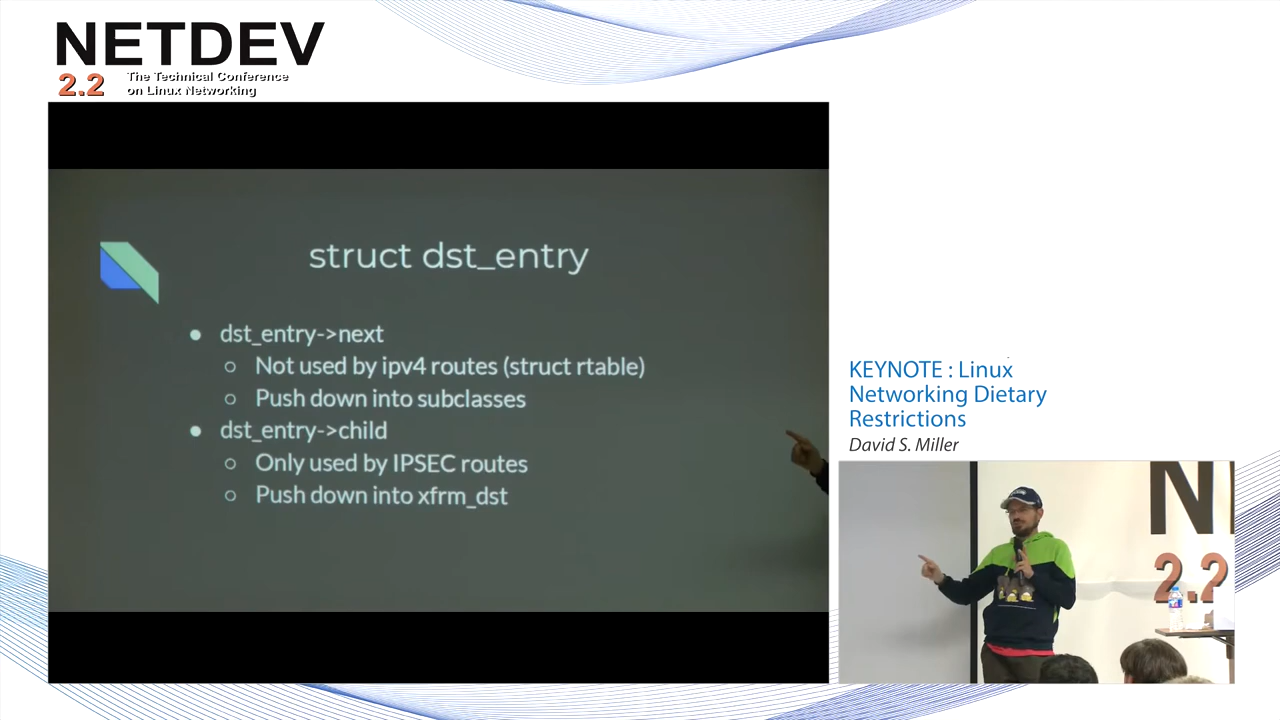 NETDEV
2.2
The Technical Conference
on Linux Networking
struct dst_entry
● dst_entry->next
○ Not used by ipv4 routes (struct rtable)
○ Push down into subclasses
● dst_entry->child
○ Only used by IPSEC routes
○ Push down into xfrm_dst
KEYNOTE : Linux
Networking Dietary
Restrictions
David S. Miller
NE
2.2